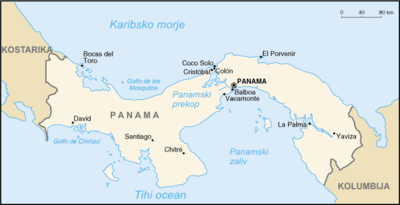 0 40 80 km
Karibsko morje
KOSTARIKA
Bocas del
Toro
Golfo de los
Mosquitos
Coco Solo
Cristóbal
Colón
El Porvenir
PANAMA
Balboa
Vacamonte
Panamski
prekop
PANAMA
David
Golfo de Chiriquí
Santiago
Chitré
Panamski
zaliv
La Palma
Yaviza
Tihi ocean
KOLUMBIJA